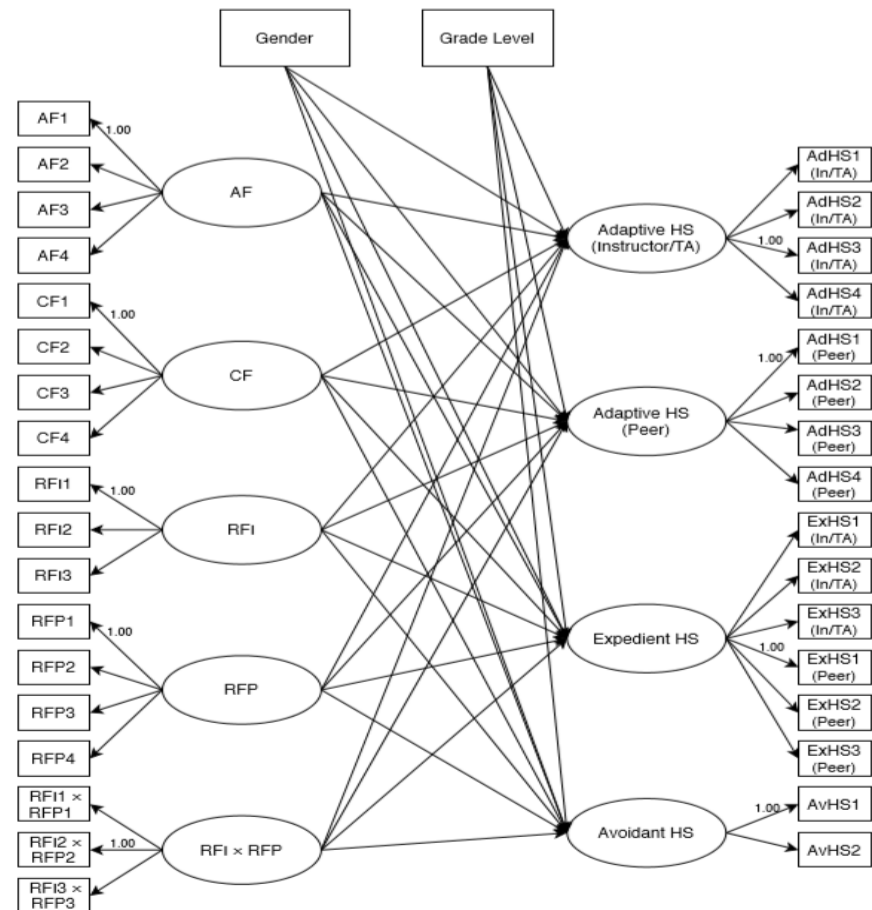 Gender
Grade Level
AF1
1.00
AF2
AF3
AF4
AF
CF1
1.00
CF2
CF3
CF4
CF
RFI1
1.00
RFI2
RFI3
RFI
RFP1
1.00
RFP2
RFP3
RFP4
RFP
RFI1 ×
RFP1
RFI2 ×
RFP2
1.00
RFI3 ×
RFP3
RFI × RFP
Adaptive HS
(Instructor/TA)
AdHS1
(In/TA)
AdHS2
(In/TA)
1.00
AdHS3
(In/TA)
AdHS4
(In/TA)
Adaptive HS
(Peer)
1.00
AdHS1
(Peer)
AdHS2
(Peer)
AdHS3
(Peer)
AdHS4
(Peer)
Expedient HS
ExHS1
(In/TA)
ExHS2
(In/TA)
ExHS3
(In/TA)
1.00
ExHS1
(Peer)
ExHS2
(Peer)
ExHS3
(Peer)
Avoidant HS
1.00
AvHS1
AvHS2